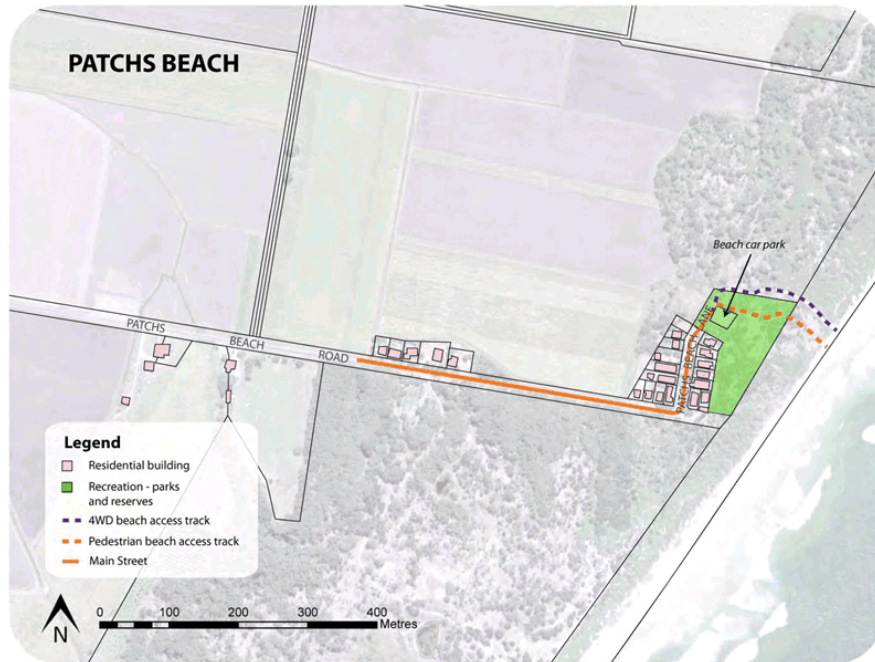 PATCHS BEACH
Beach car park
PATCHS BEACH ROAD
PATCHS BEACH LANE
Legend
Residential building
Recreation - parks
and reserves
4WD beach access track
Pedestrian beach access track
Main Street
N
0 100 200 300 400
Metres